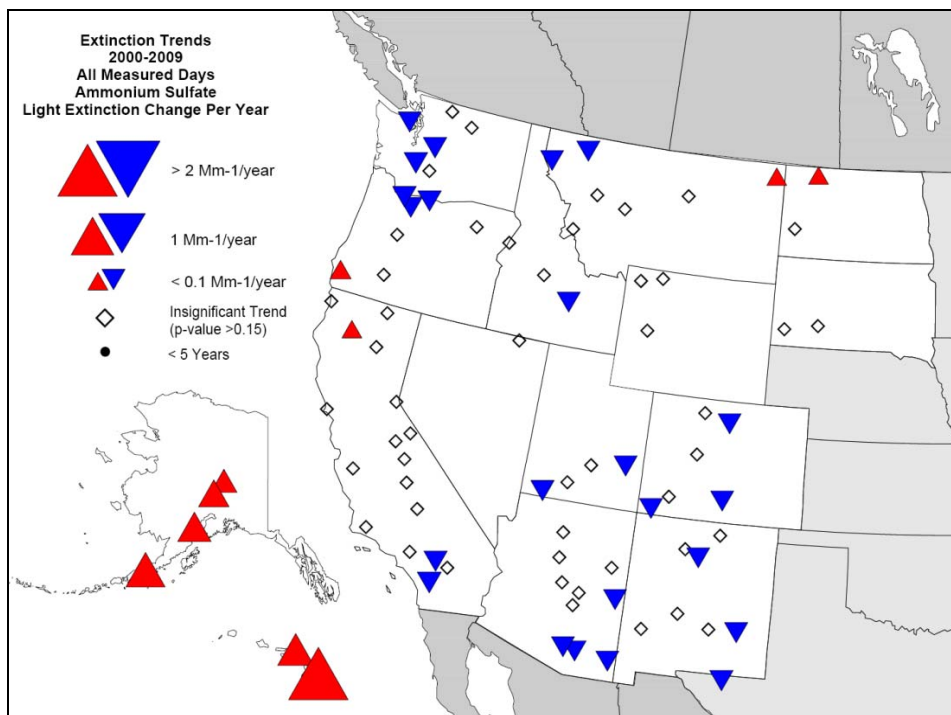 Extinction Trends
2000-2009
All Measured Days
Ammonium Sulfate
Light Extinction Change Per Year
> 2 Mm-1/year
1 Mm-1/year
< 0.1 Mm-1/year
Insignificant Trend
(p-value >0.15)
< 5 Years